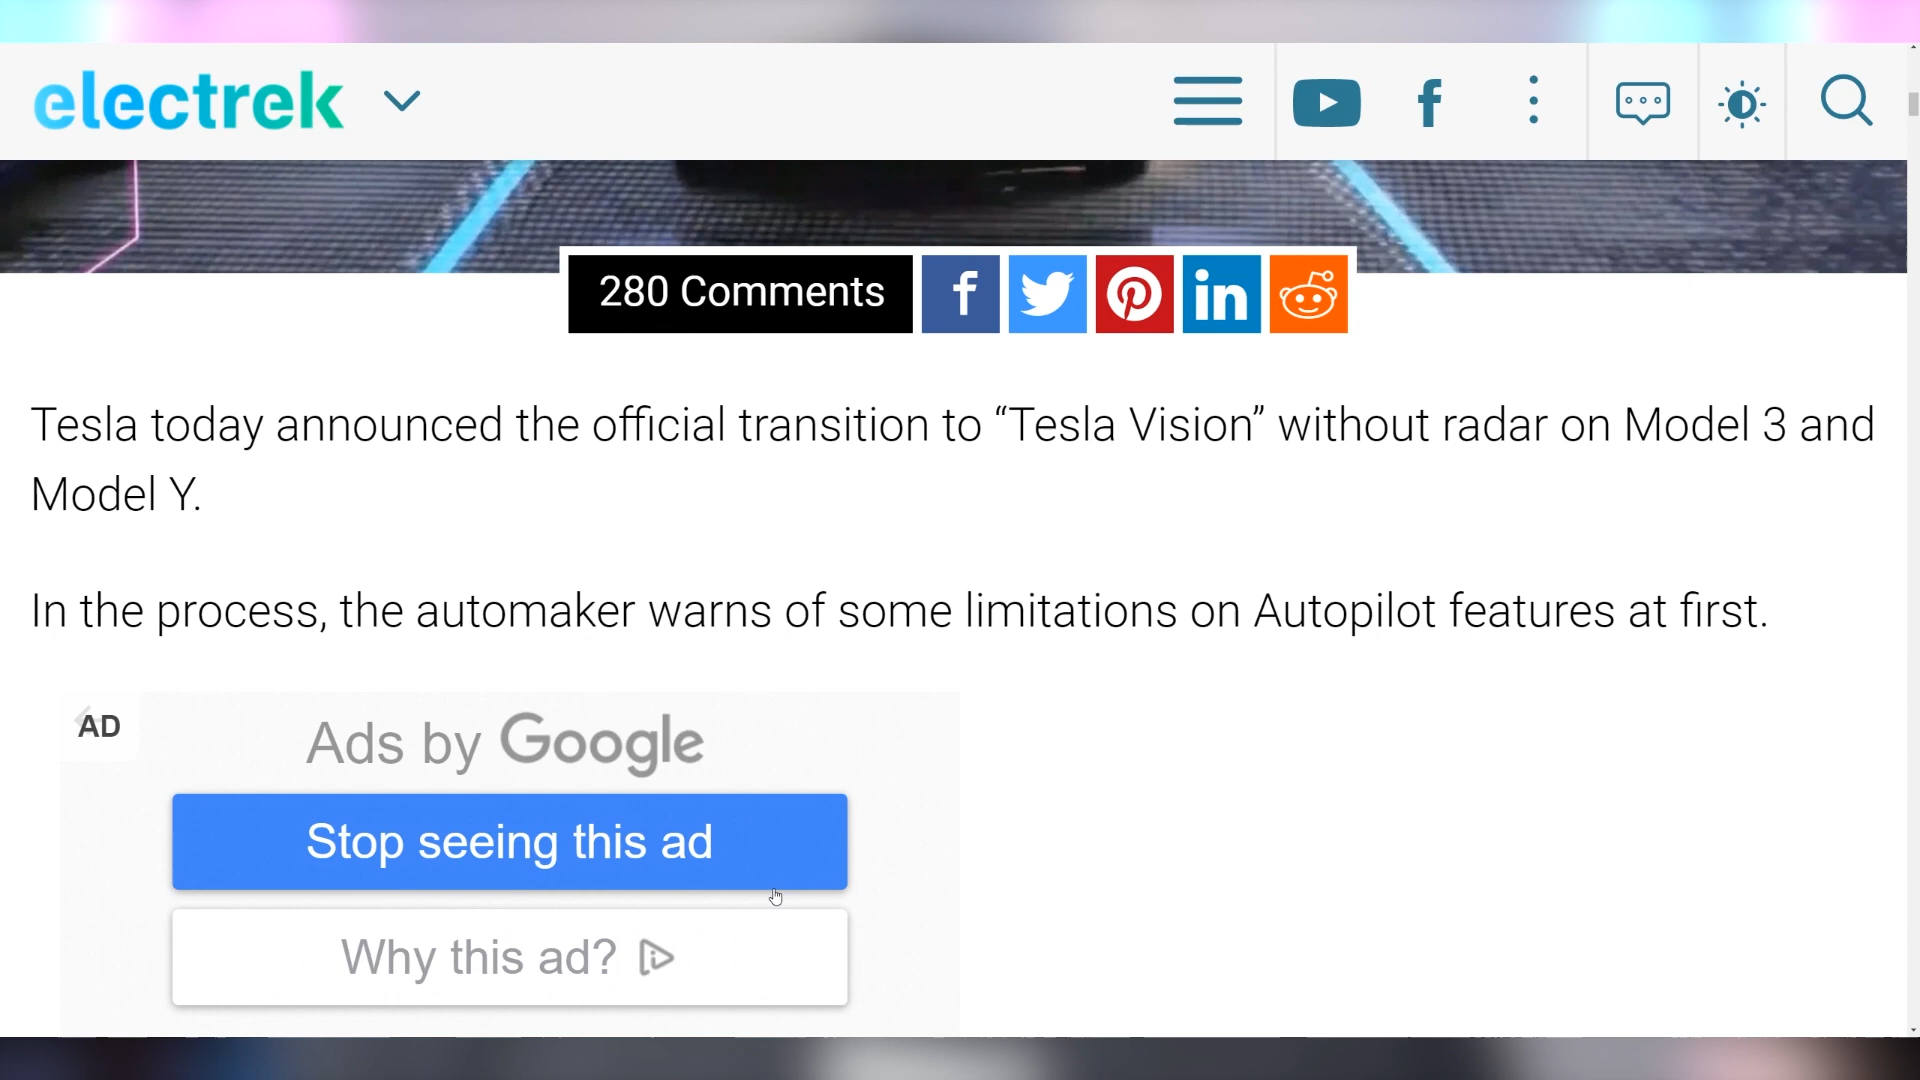 electrek
280 Comments
Tesla today announced the official transition to “Tesla Vision” without radar on Model 3 and
Model Y.
In the process, the automaker warns of some limitations on Autopilot features at first.
AD
Ads by Google
Stop seeing this ad
Why this ad?